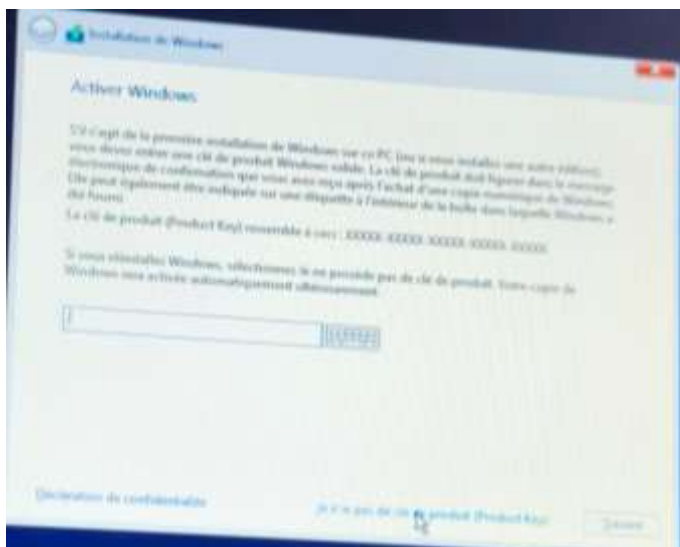 Installation de Windows
Activer Windows
S'il s'agit de la première installation de Windows sur ce PC (ou si vous installez une autre édition),
vous devez entrer une clé de produit Windows valide. La clé de produit doit figurer dans le message
électronique de confirmation que vous avez reçu après l'achat d'une copie numérique de Windows.
Elle peut également être indiquée sur une étiquette à l'intérieur de la boîte dans laquelle Windows a
été fourni.
La clé de produit (Product Key) ressemble à ceci : XXXXX-XXXXX-XXXXX-XXXXX-XXXXX
Si vous réinstallez Windows, sélectionnez Je ne possède pas de clé de produit. Votre copie de
Windows sera activée automatiquement ultérieurement.
Déclaration de confidentialité
Je n'ai pas de clé de produit (Product Key)
Suivant